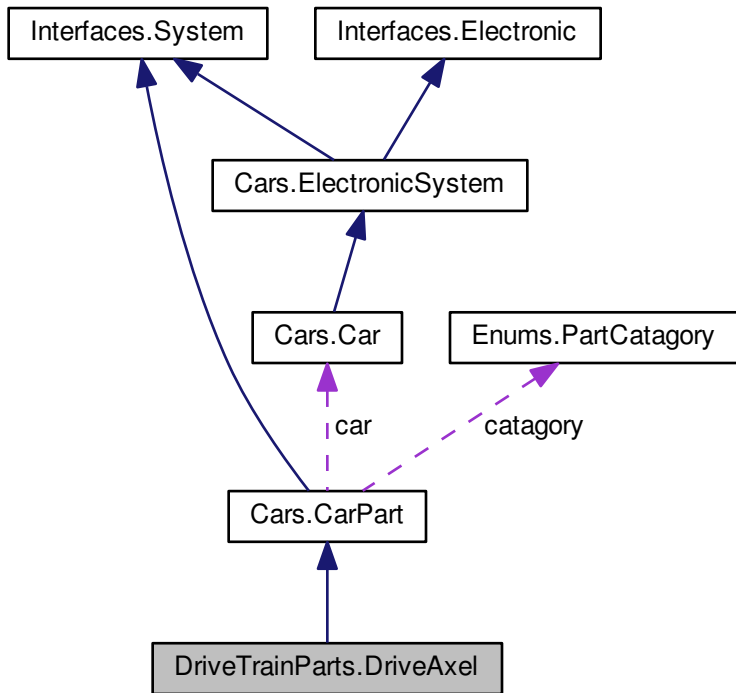 Interfaces.System
Interfaces.Electronic
Cars.ElectronicSystem
Cars.Car
Enums.PartCatagory
car
catagory
Cars.CarPart
DriveTrainParts.DriveAxel